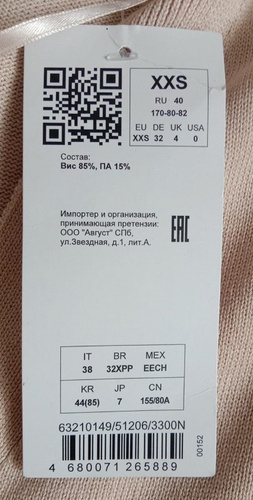 XXS
RU 40
170-80-82
EU DE UK USA
XXS 32 4 0
Состав:
Вис 85%, ПА 15%
Импортер и организация,
принимающая претензии:
ООО "Август" СПб,
ул.Звездная, д.1, лит.А.
EAC
IT BR MEX
38 32XPP EECH
KR JP CN
44(85) 7 155/80A
63210149/51206/3300N
00152
4 680071 265889